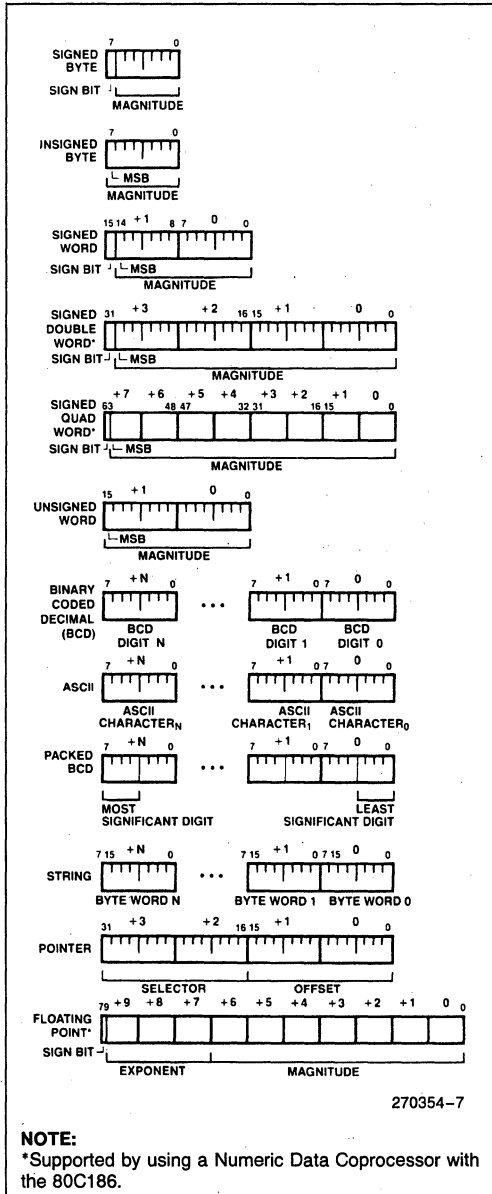 7 0
SIGNED
BYTE
SIGN BIT
MAGNITUDE
7 0
INSIGNED
BYTE
MSB
MAGNITUDE
15 14 +1 8 7 0 0
SIGNED
WORD
SIGN BIT MSB
MAGNITUDE
31 +3 +2 16 15 +1 0 0
SIGNED
DOUBLE
WORD*
SIGN BIT MSB
MAGNITUDE
+7 +6 +5 +4 +3 +2 +1 0
63 48 47 32 31 16 15 0
SIGNED
QUAD
WORD*
SIGN BIT MSB
MAGNITUDE
15 +1 0 0
UNSIGNED
WORD
MSB
MAGNITUDE
7 +N 0 7 +1 0 7 0 0
BINARY
CODED
DECIMAL
(BCD)
...
BCD DIGIT N BCD DIGIT 1 BCD DIGIT 0
7 +N 0 7 +1 0 7 0 0
ASCII ...
ASCII CHARACTERN ASCII CHARACTER1 ASCII CHARACTER0
7 +N 0 7 +1 0 7 0 0
PACKED
BCD
...
MOST SIGNIFICANT DIGIT LEAST SIGNIFICANT DIGIT
7 15 +N 0 7 15 +1 0 7 15 0 0
STRING ...
BYTE WORD N BYTE WORD 1 BYTE WORD 0
31 +3 +2 16 15 +1 0 0
POINTER
SELECTOR OFFSET
79 +9 +8 +7 +6 +5 +4 +3 +2 +1 0 0
FLOATING
POINT*
SIGN BIT
EXPONENT MAGNITUDE
270354-7
NOTE:
*Supported by using a Numeric Data Coprocessor with
the 80C186.